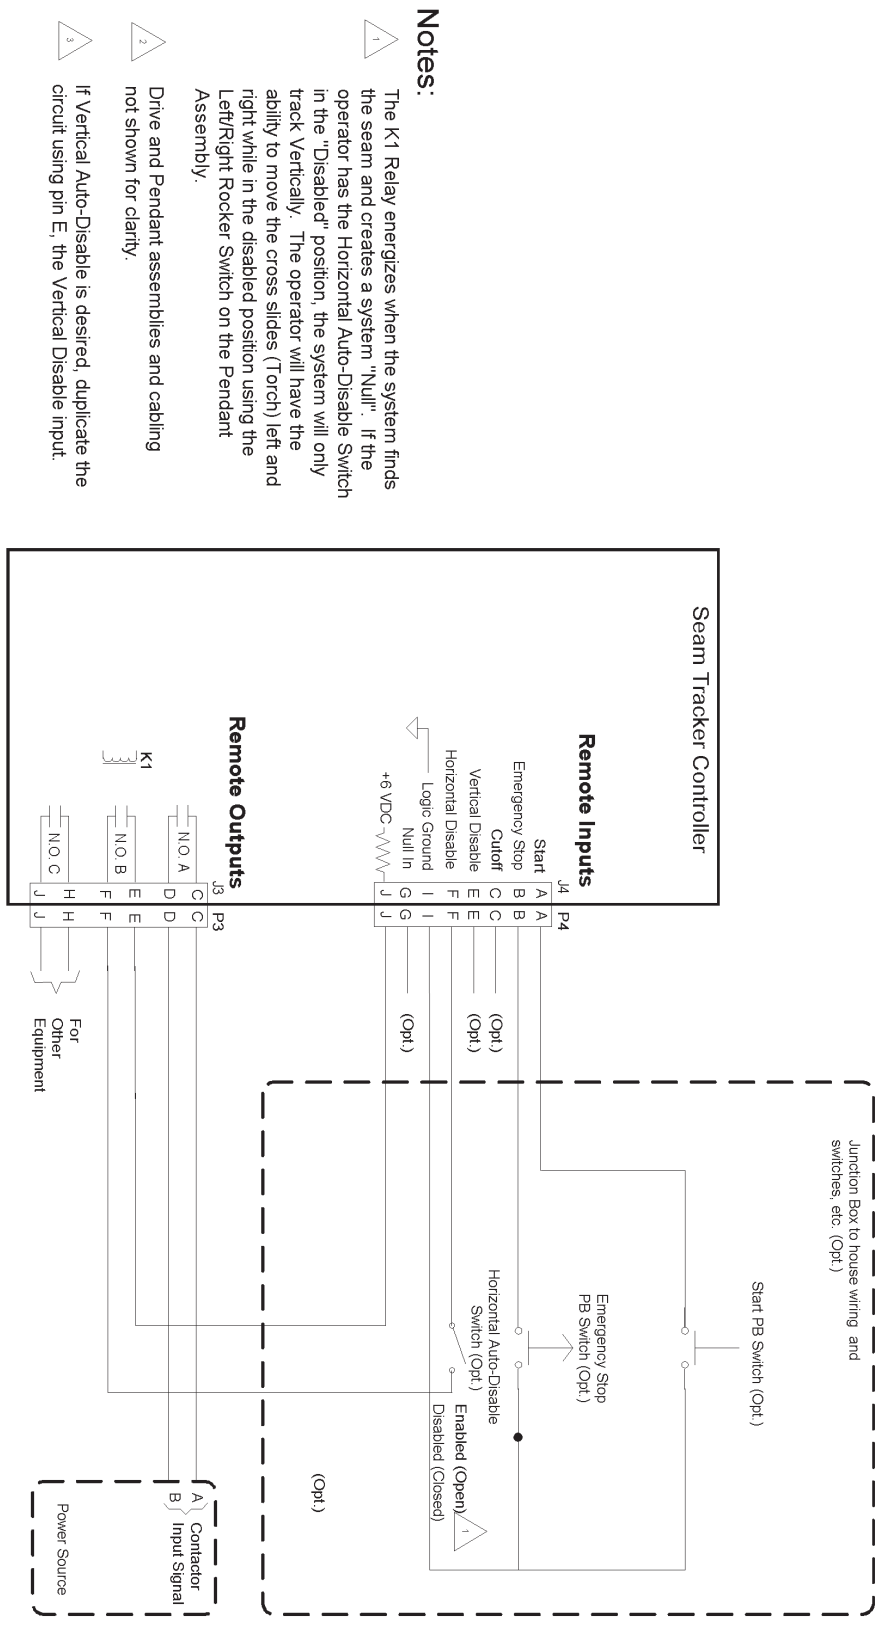 Notes:
1
The K1 Relay energizes when the system finds
the seam and creates a system "Null". If the
operator has the Horizontal Auto-Disable Switch
in the "Disabled" position, the system will only
track Vertically. The operator will have the
ability to move the cross slides (Torch) left and
right while in the disabled position using the
Left/Right Rocker Switch on the Pendant
Assembly.
2
Drive and Pendant assemblies and cabling
not shown for clarity.
3
If Vertical Auto-Disable is desired, duplicate the
circuit using pin E, the Vertical Disable input.
Seam Tracker Controller
Remote Inputs
J4 P4
Start A A
Emergency Stop B B
Cutoff C C (Opt.)
Vertical Disable E E (Opt.)
Horizontal Disable F F
Logic Ground I I
Null In G G (Opt.)
+6 VDC J J
Remote Outputs
J3 P3
K1
N.O. A
C C
D D
N.O. B
E E
F F
N.O. C
H H
J J
For
Other
Equipment
Junction Box to house wiring and
switches, etc. (Opt.)
Start PB Switch (Opt.)
Emergency Stop
PB Switch (Opt.)
Horizontal Auto-Disable
Switch (Opt.)
Enabled (Open)
Disabled (Closed)
1
(Opt.)
A
B
Contactor
Input Signal
Power Source